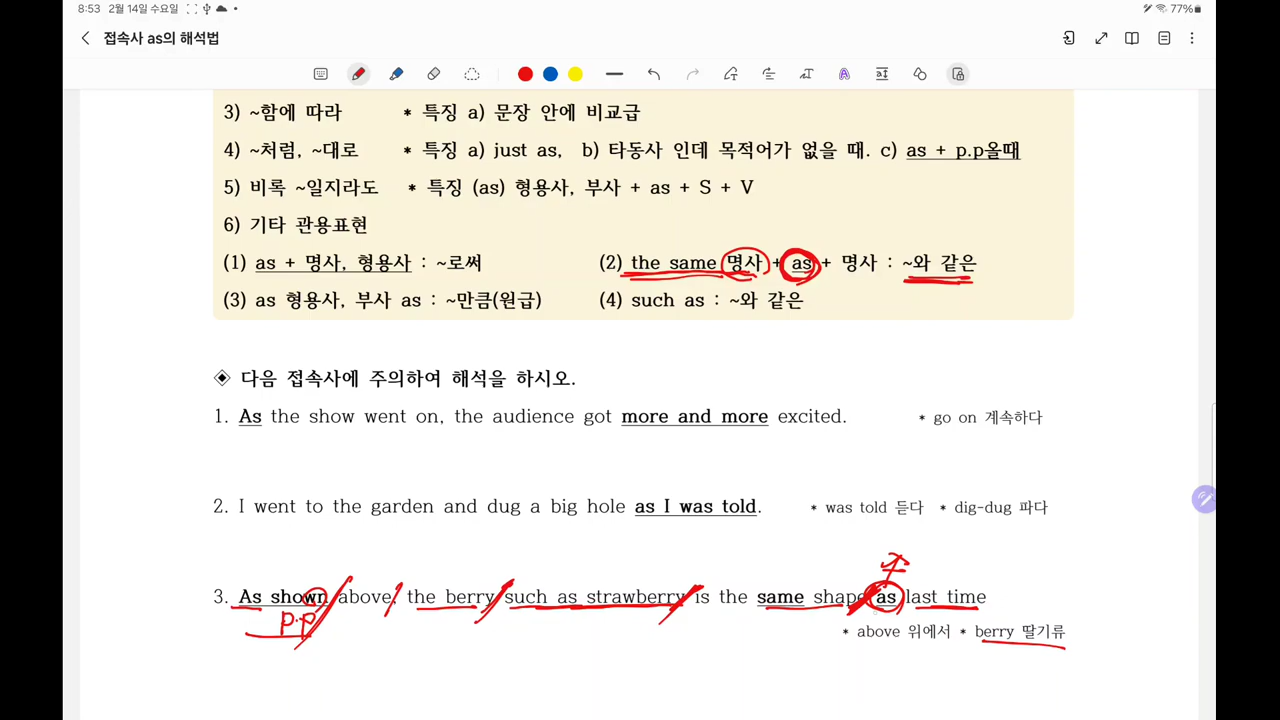 8:53 2월 14일 수요일 77%
접속사 as의 해석법
3) ~함에 따라 * 특징 a) 문장 안에 비교급
4) ~처럼, ~대로 * 특징 a) just as, b) 타동사 인데 목적어가 없을 때. c) as + p.p올때
5) 비록 ~일지라도 * 특징 (as) 형용사, 부사 + as + S + V
6) 기타 관용표현
(1) as + 명사, 형용사 : ~로써 (2) the same 명사 + as + 명사 : ~와 같은
(3) as 형용사, 부사 as : ~만큼(원급) (4) such as : ~와 같은
◈ 다음 접속사에 주의하여 해석을 하시오.
1. As the show went on, the audience got more and more excited. * go on 계속하다
2. I went to the garden and dug a big hole as I was told. * was told 듣다 * dig-dug 파다
3. As shown above, the berry such as strawberry is the same shape as last time
p.p
* above 위에서 * berry 딸기류